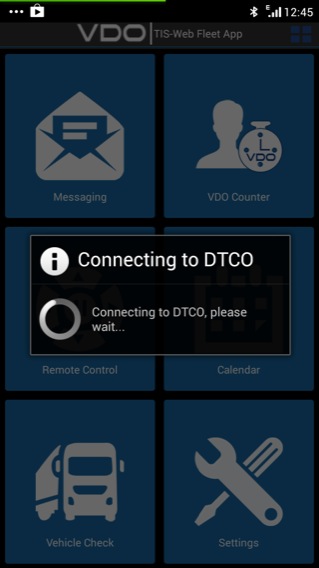 E 12:45
VDO TIS-Web Fleet App
Messaging
VDO Counter
L
VDO
Connecting to DTCO
Connecting to DTCO, please
wait...
Remote Control
Calendar
Vehicle Check
Settings